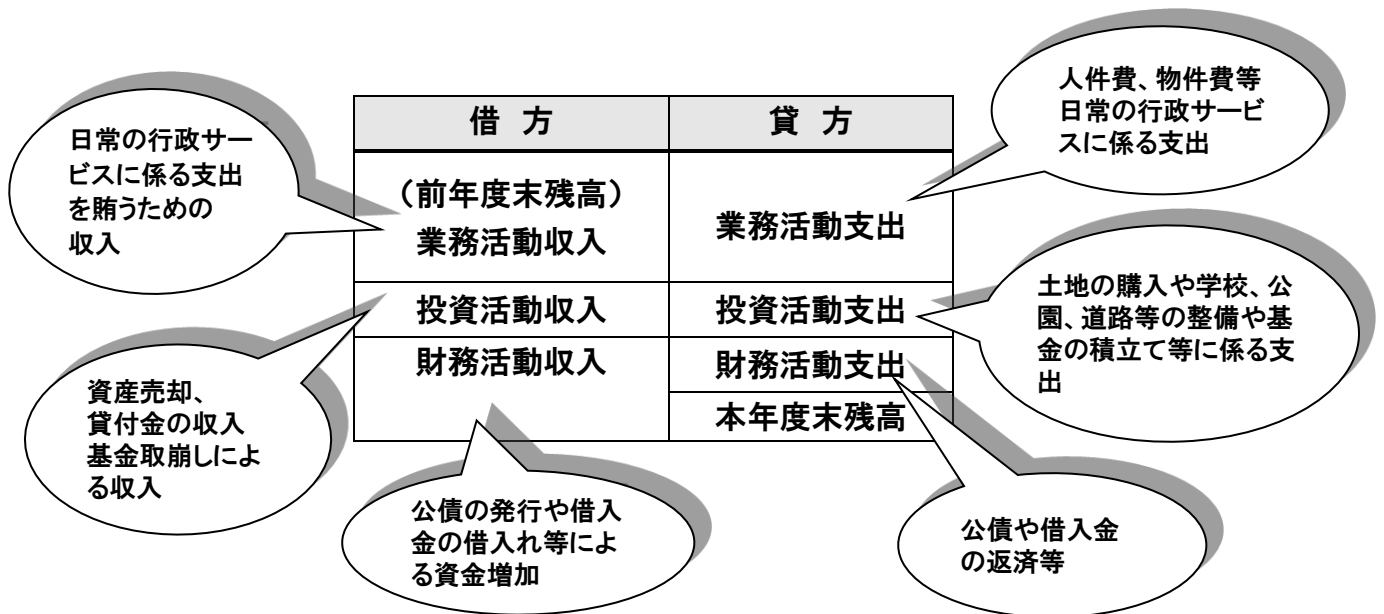 人件費、物件費等
日常の行政サービ
スに係る支出
日常の行政サー
ビスに係る支出
を賄うための
収入
借 方 貸 方
(前年度末残高)
業務活動収入
業務活動支出
投資活動収入 投資活動支出
財務活動収入 財務活動支出
本年度末残高
土地の購入や学校、公
園、道路等の整備や基
金の積立て等に係る支
出
資産売却、
貸付金の収入
基金取崩しによ
る収入
公債の発行や借入
金の借入れ等によ
る資金増加
公債や借入金
の返済等